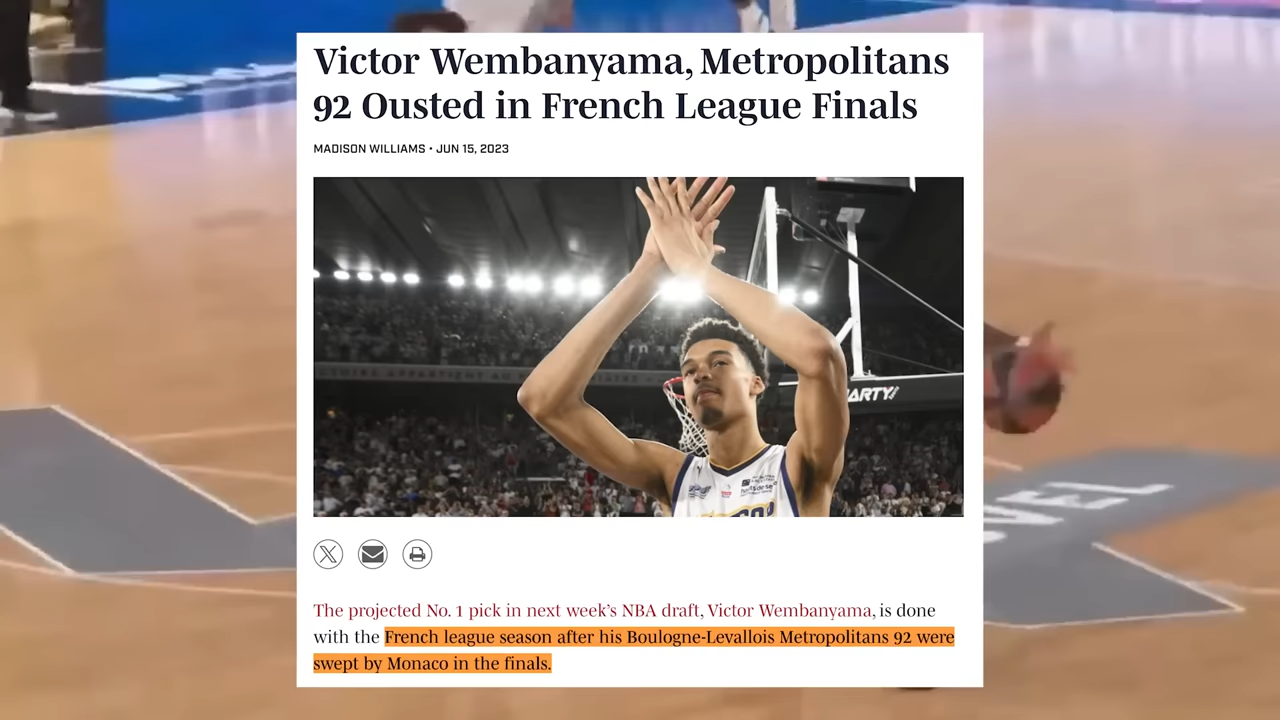 Victor Wembanyama, Metropolitans
92 Ousted in French League Finals
MADISON WILLIAMS • JUN 15, 2023
ARTY!
The projected No. 1 pick in next week's NBA draft, Victor Wembanyama, is done
with the French league season after his Boulogne-Levallois Metropolitans 92 were
swept by Monaco in the finals.
VEL